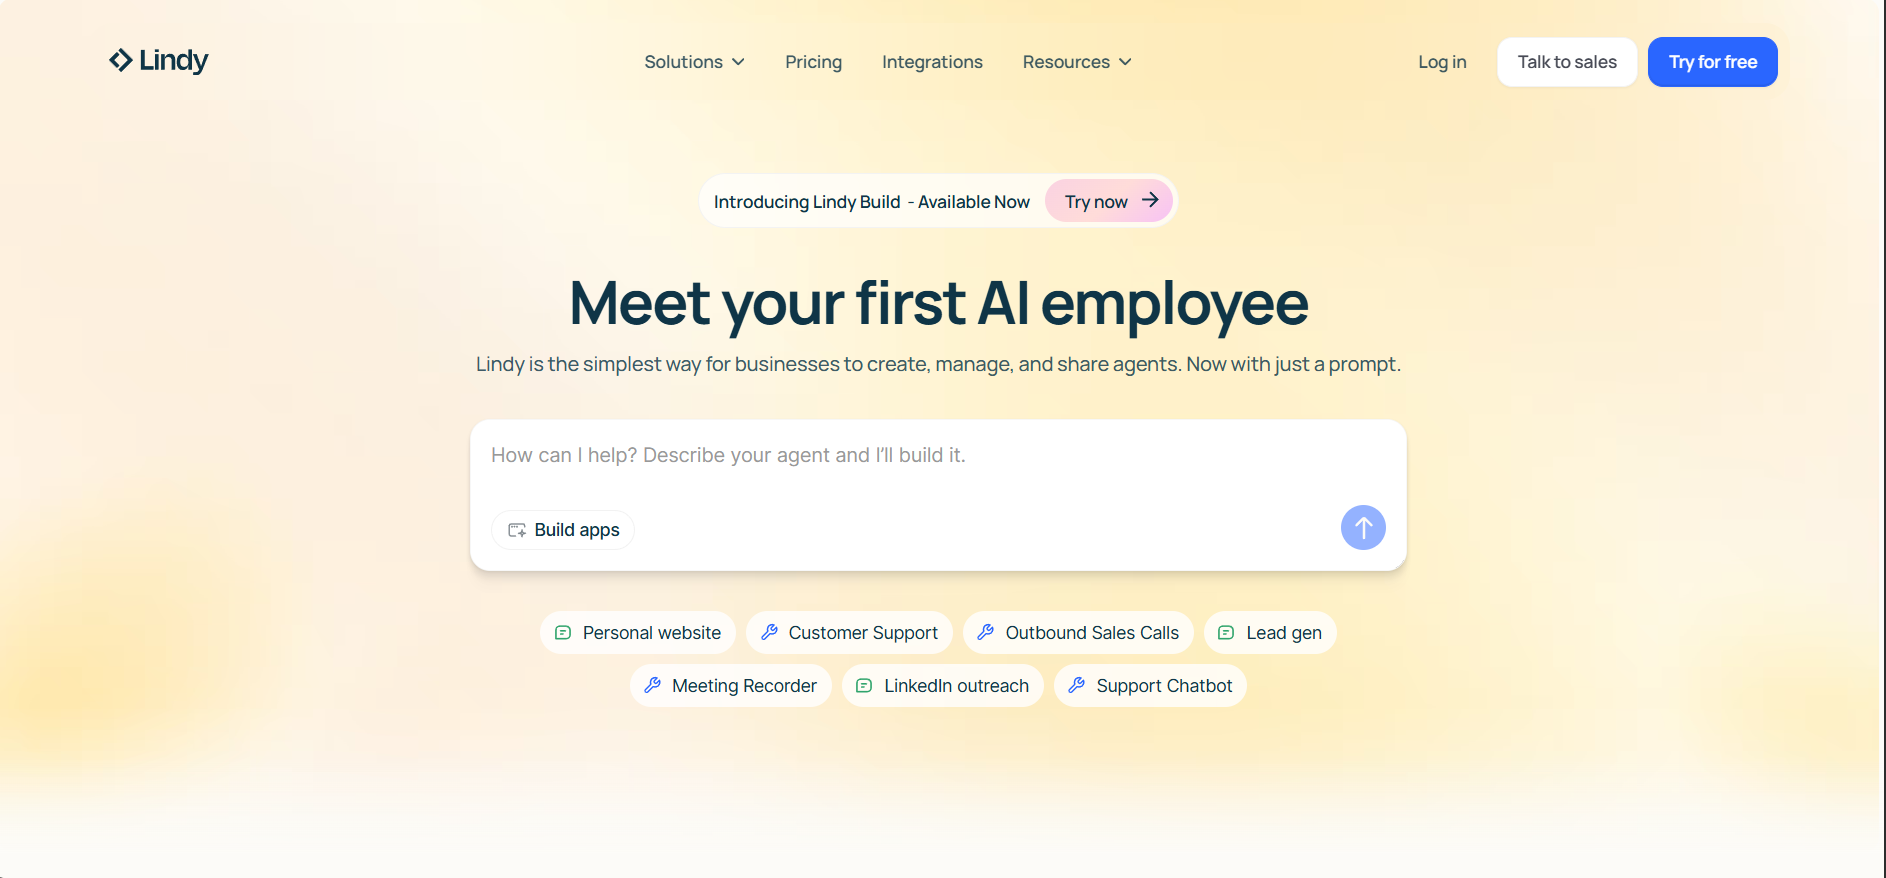 Lindy
Solutions Pricing Integrations Resources
Log in Talk to sales Try for free
Introducing Lindy Build - Available Now Try now
Meet your first AI employee
Lindy is the simplest way for businesses to create, manage, and share agents. Now with just a prompt.
How can I help? Describe your agent and I'll build it.
Build apps
Personal website Customer Support Outbound Sales Calls Lead gen
Meeting Recorder LinkedIn outreach Support Chatbot